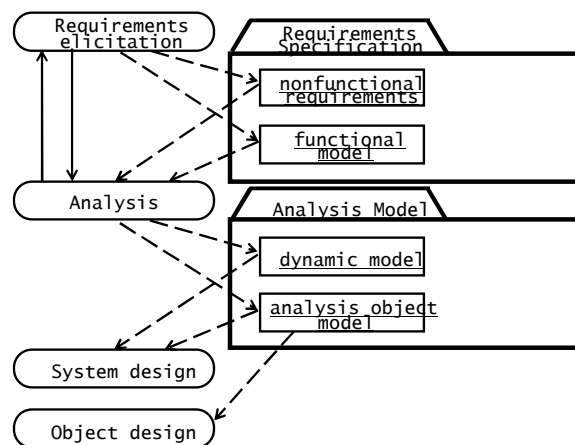 Requirements
elicitation
Requirements
Specification
nonfunctional
requirements
functional
model
Analysis
Analysis Model
dynamic model
analysis object
model
System design
Object design